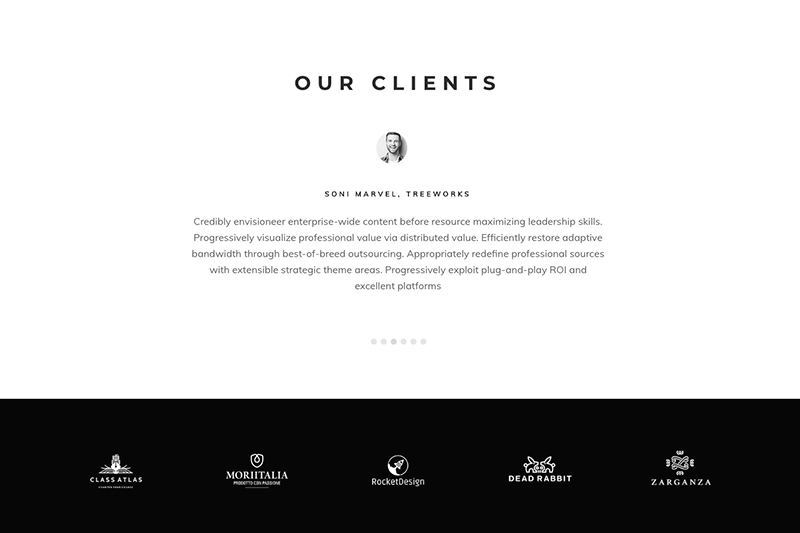 OUR CLIENTS
SONI MARVEL, TREEWORKS
Credibly envisioneer enterprise-wide content before resource maximizing leadership skills.
Progressively visualize professional value via distributed value. Efficiently restore adaptive
bandwidth through best-of-breed outsourcing. Appropriately redefine professional sources
with extensible strategic theme areas. Progressively exploit plug-and-play ROI and
excellent platforms
CLASS ATLAS
MORIITALIA
PRODOTTO CON PASSIONE
RocketDesign
DEAD RABBIT
ZARGANZA